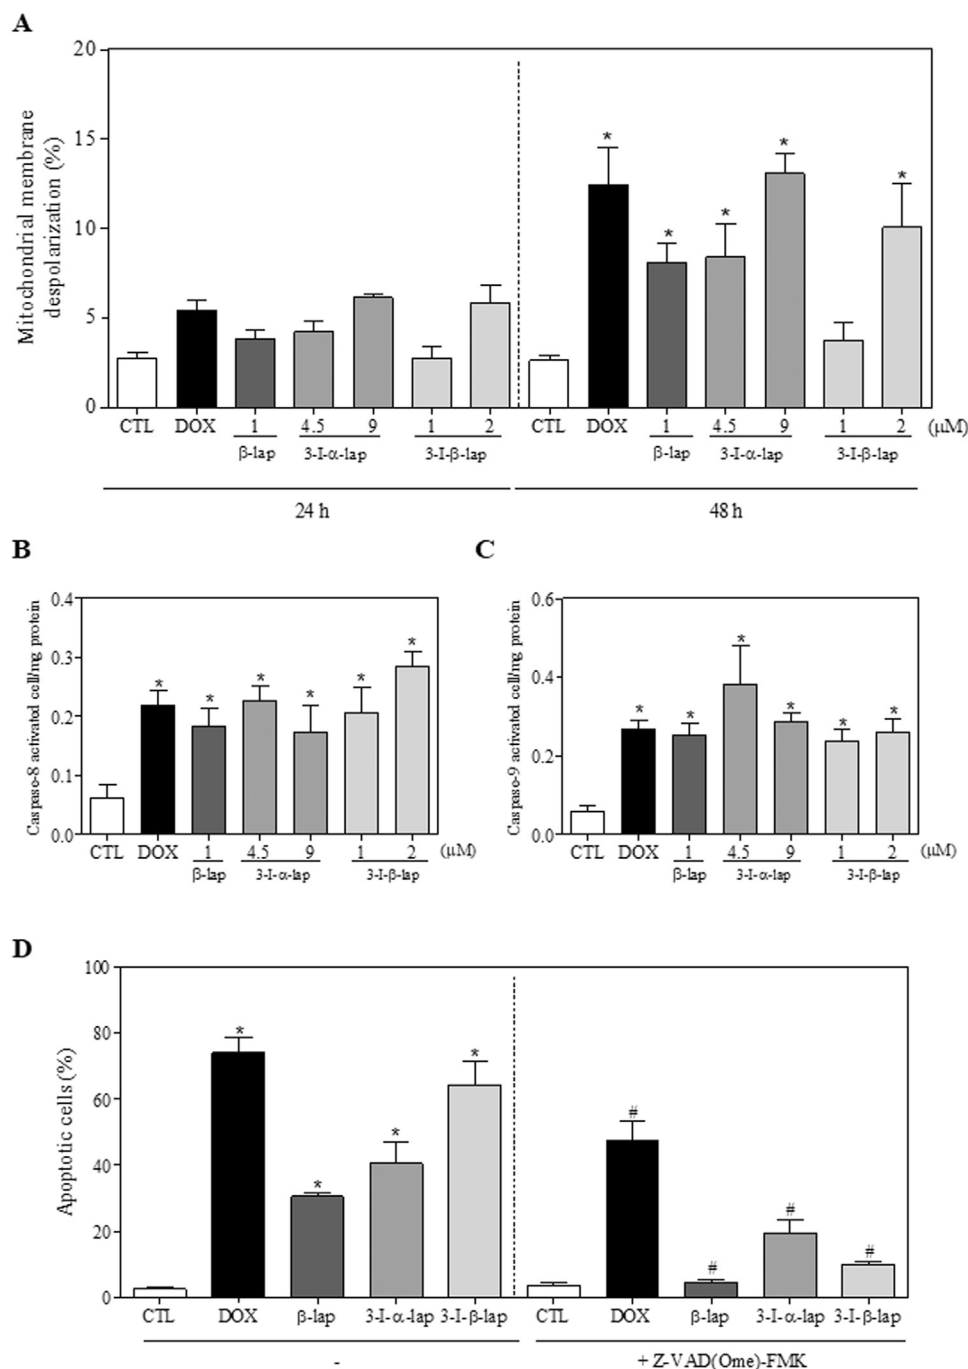 A
20
15
10
5
0
Mitochondrial membrane
despolarization (%)
* * * * *
CTL DOX 1 4.5 9 1 2 CTL DOX 1 4.5 9 1 2 (μM)
β-lap 3-I-α-lap 3-I-β-lap β-lap 3-I-α-lap 3-I-β-lap
24 h 48 h
B
0.4
0.3
0.2
0.1
0.0
Caspase-8 activated cell/mg protein
* * * * * *
CTL DOX 1 4.5 9 1 2 (μM)
β-lap 3-I-α-lap 3-I-β-lap
C
0.6
0.4
0.2
0.0
Caspase-9 activated cell/mg protein
* * * * * *
CTL DOX 1 4.5 9 1 2 (μM)
β-lap 3-I-α-lap 3-I-β-lap
D
100
80
60
40
20
0
Apoptotic cells (%)
* * * * # # # #
CTL DOX β-lap 3-I-α-lap 3-I-β-lap CTL DOX β-lap 3-I-α-lap 3-I-β-lap
- + Z-VAD(Ome)-FMK